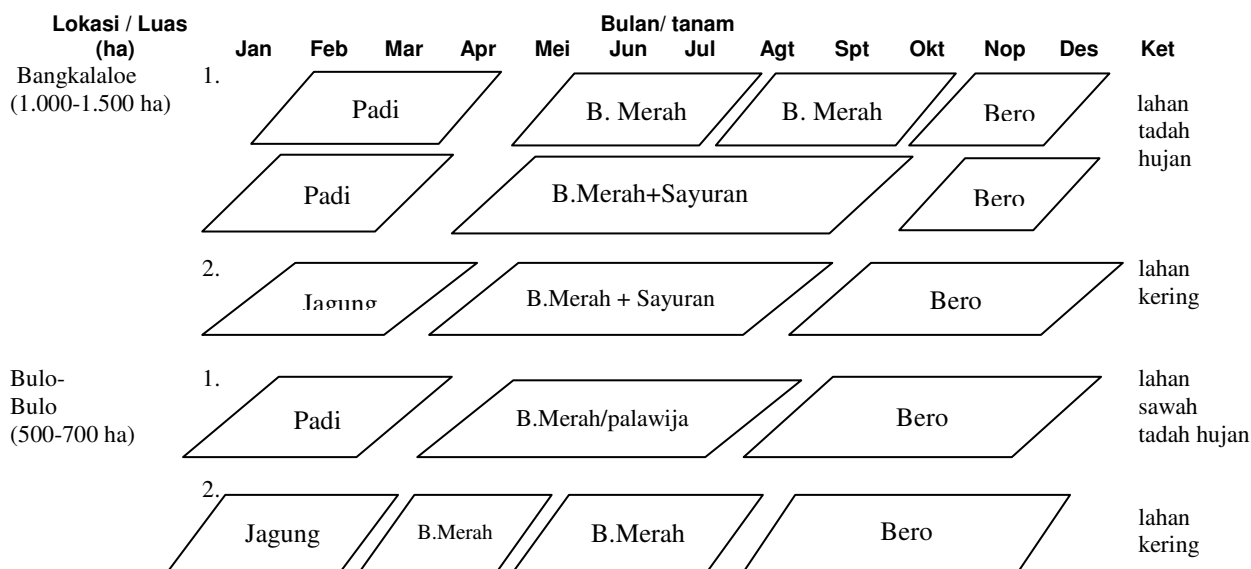 Lokasi / Luas Bulan/ tanam
(ha) Jan Feb Mar Apr Mei Jun Jul Agt Spt Okt Nop Des Ket
Bangkalaloe 1.
(1.000-1.500 ha) Padi B. Merah B. Merah Bero lahan
tadah
hujan
Padi B.Merah+Sayuran Bero
2. lahan
Jagung B.Merah + Sayuran Bero kering
Bulo- 1. lahan
Bulo Padi B.Merah/palawija Bero sawah
(500-700 ha) tadah hujan
2.
Jagung B.Merah B.Merah Bero lahan
kering